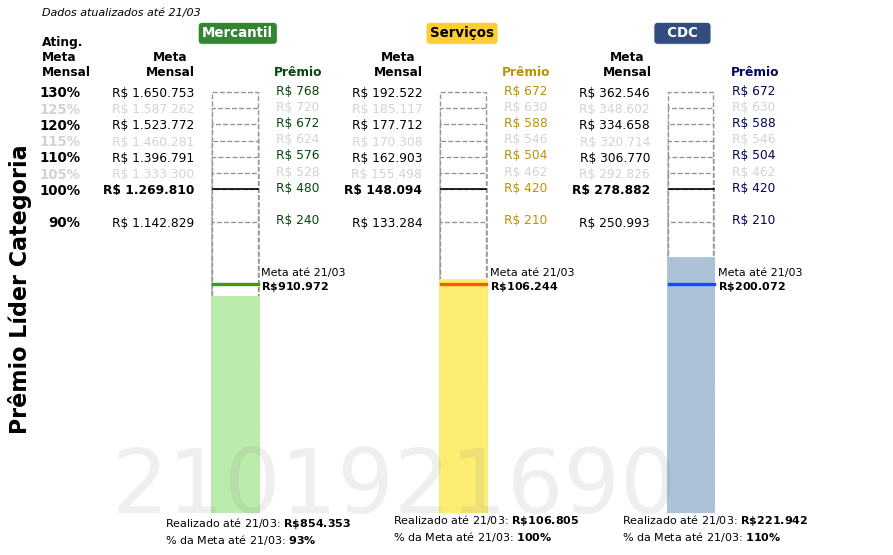 Dados atualizados até 21/03
Mercantil Serviços CDC
Ating. Meta Mensal Meta Mensal Prêmio Meta Mensal Prêmio Meta Mensal Prêmio
130% R$ 1.650.753 R$ 768 R$ 192.522 R$ 672 R$ 362.546 R$ 672
125% R$ 1.587.262 R$ 720 R$ 185.117 R$ 630 R$ 348.602 R$ 630
120% R$ 1.523.772 R$ 672 R$ 177.712 R$ 588 R$ 334.658 R$ 588
115% R$ 1.460.281 R$ 624 R$ 170.308 R$ 546 R$ 320.714 R$ 546
110% R$ 1.396.791 R$ 576 R$ 162.903 R$ 504 R$ 306.770 R$ 504
105% R$ 1.333.300 R$ 528 R$ 155.498 R$ 462 R$ 292.826 R$ 462
100% R$ 1.269.810 R$ 480 R$ 148.094 R$ 420 R$ 278.882 R$ 420
90% R$ 1.142.829 R$ 240 R$ 133.284 R$ 210 R$ 250.993 R$ 210
Meta até 21/03 Meta até 21/03 Meta até 21/03
R$910.972 R$106.244 R$200.072
Prêmio Líder Categoria
2101921690
Realizado até 21/03: R$854.353 Realizado até 21/03: R$106.805 Realizado até 21/03: R$221.942
% da Meta até 21/03: 93% % da Meta até 21/03: 100% % da Meta até 21/03: 110%